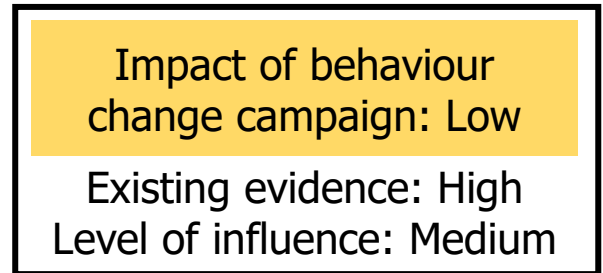 Impact of behaviour
change campaign: Low
Existing evidence: High
Level of influence: Medium